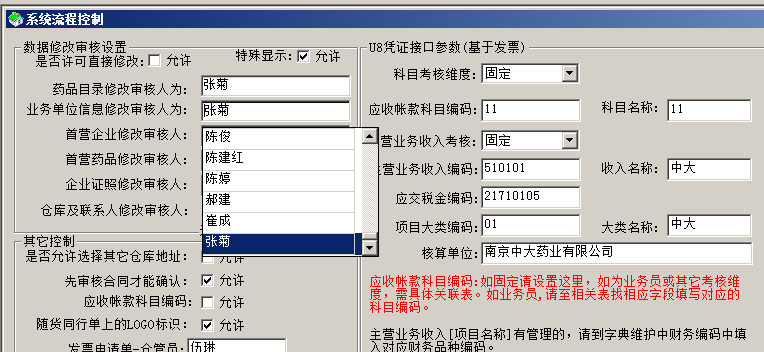 系统流程控制
数据修改审核设置
是否许可直接修改: 允许 特殊显示: 允许
药品目录修改审核人为: 张菊
业务单位信息修改审核人为: 张菊
首营企业修改审核人:
首营药品修改审核人:
企业证照修改审核人:
仓库及联系人修改审核人:
陈俊
陈建红
陈婷
郝建
崔成
张菊
其它控制
是否允许选择其它仓库地址: 允许
先审核合同才能确认: 允许
应收帐款科目编码: 允许
随货同行单上的LOGO标识: 允许
发票申请单-仓管员: 伍琳
U8凭证接口参数(基于发票)
科目考核维度: 固定
应收帐款科目编码: 11 科目名称: 11
主营业务收入考核: 固定
主营业务收入编码: 510101 收入名称: 中大
应交税金编码: 21710105
项目大类编码: 01 大类名称: 中大
核算单位: 南京中大药业有限公司
应收帐款科目编码:如固定请设置这里，如为业务员或其它考核维
度，需具体关联表。如业务员,请至相关表找相应字段填写对应的
科目编码。
主营业务收入[项目名称]有管理的，请到字典维护中财务编码中填
入对应财务品种编码。